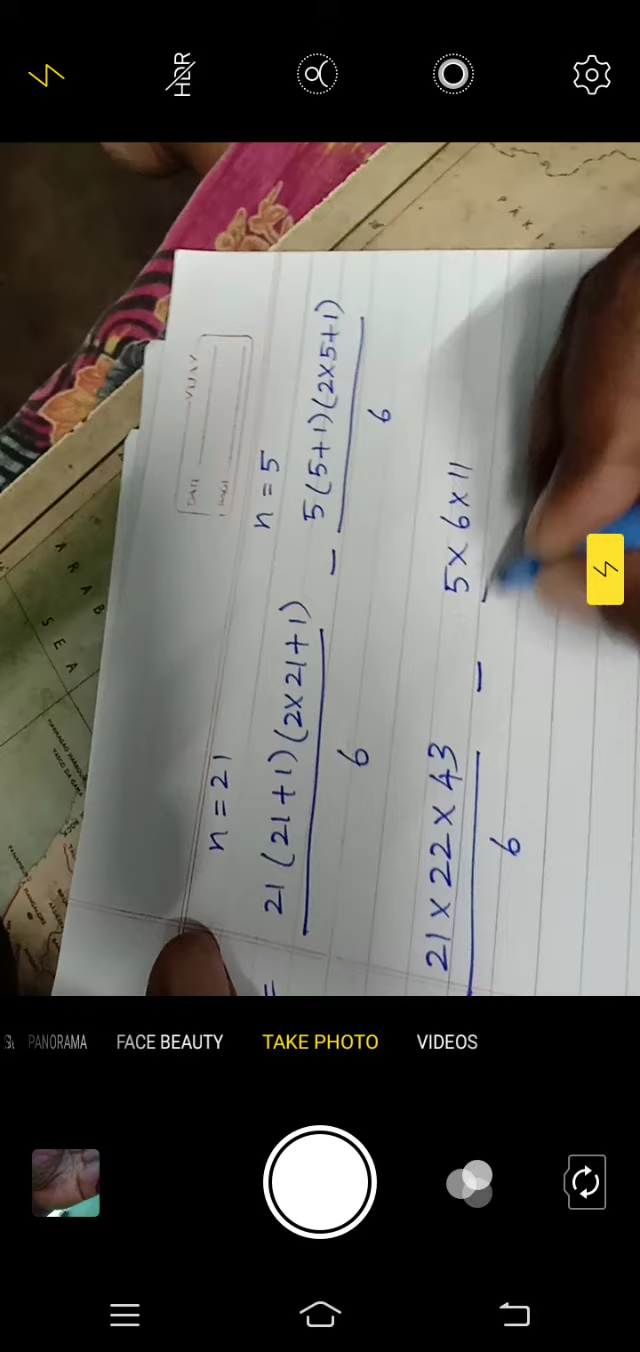 HDR
PAKIS
ARAB
SEA
DATE
n = 21 n = 5
= 21(21+1)(2×21+1) − 5(5+1)(2×5+1)
6 6
21×22×43 − 5×6×11
6
PANORAMA FACE BEAUTY TAKE PHOTO VIDEOS